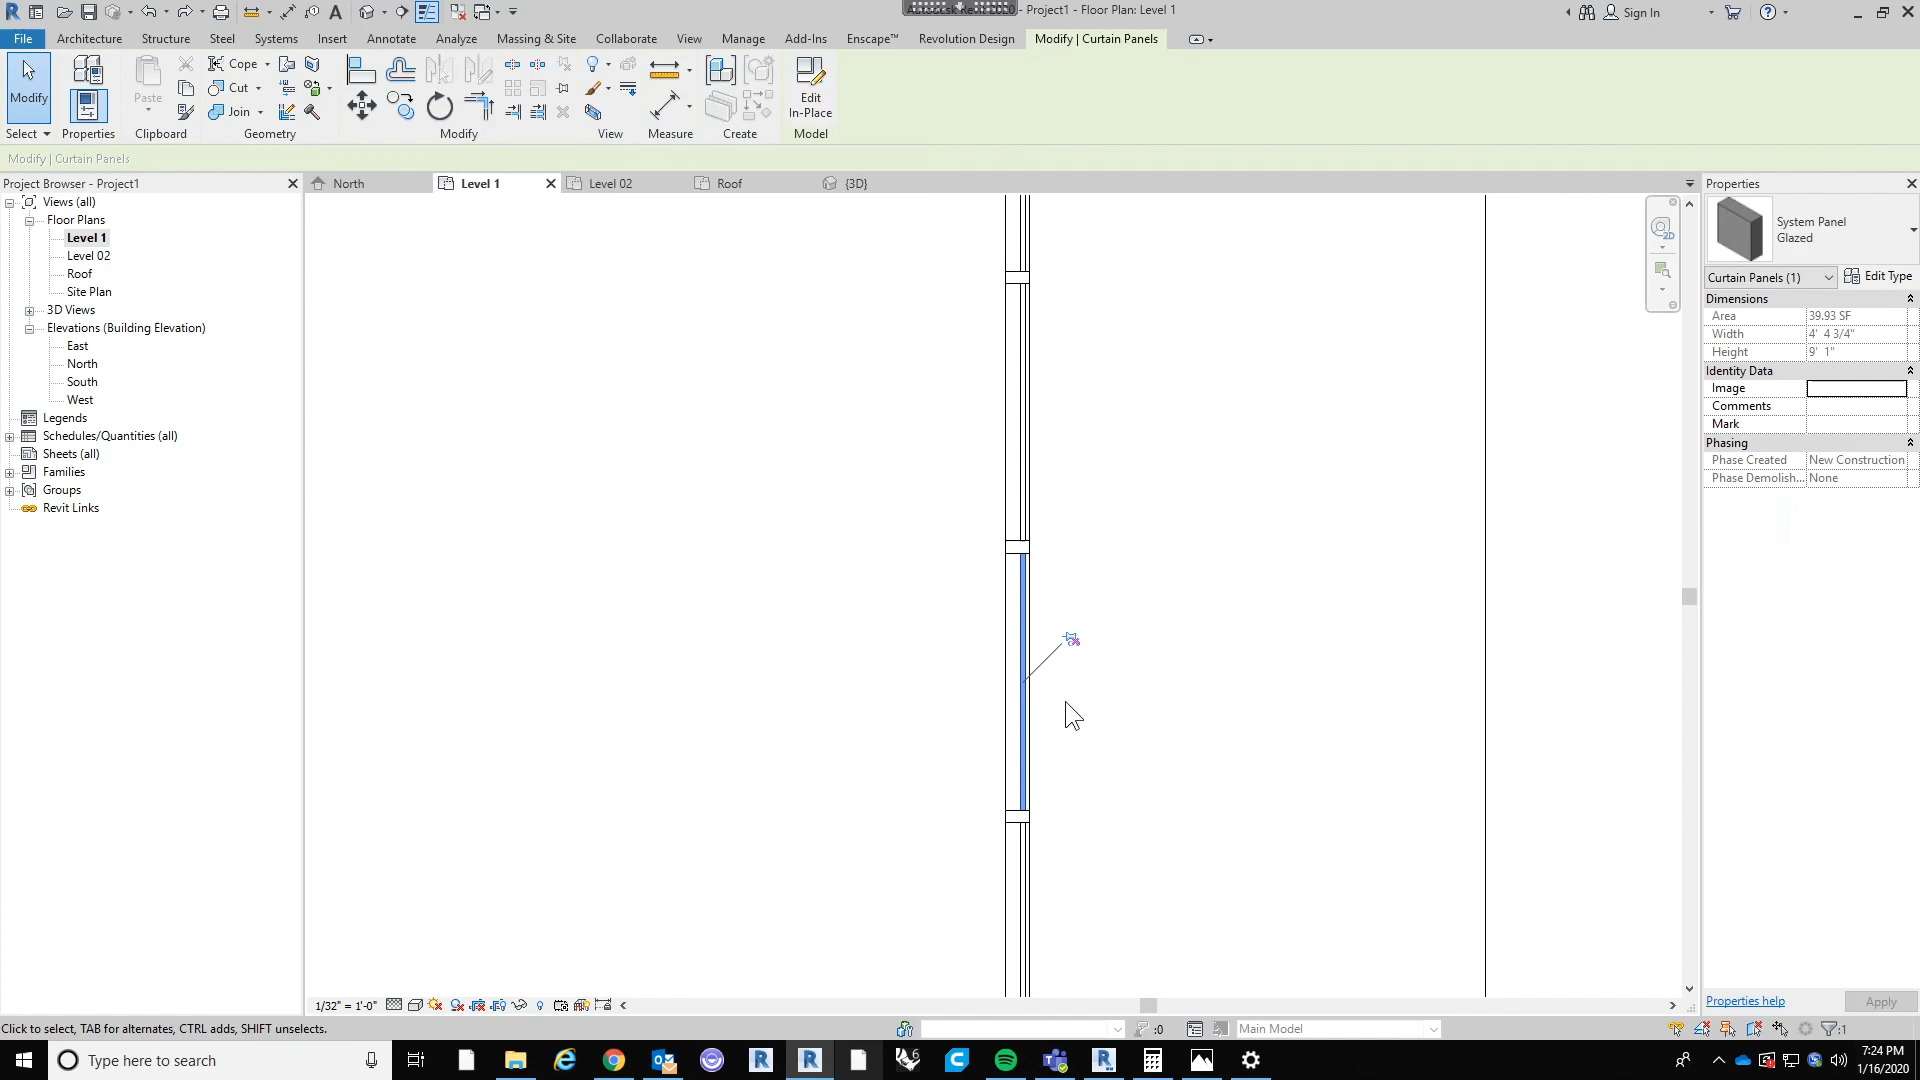 Autodesk Revit 2020 - Project1 - Floor Plan: Level 1
Sign In
File
Architecture
Structure
Steel
Systems
Insert
Annotate
Analyze
Massing & Site
Collaborate
View
Manage
Add-Ins
Enscape™
Revolution Design
Modify | Curtain Panels
Modify
Paste
Cope
Cut
Join
Edit
In-Place
Select
Properties
Clipboard
Geometry
Modify
View
Measure
Create
Model
Modify | Curtain Panels
Project Browser - Project1
Views (all)
Floor Plans
Level 1
Level 02
Roof
Site Plan
3D Views
Elevations (Building Elevation)
East
North
South
West
Legends
Schedules/Quantities (all)
Sheets (all)
Families
Groups
Revit Links
North
Level 1
Level 02
Roof
{3D}
2D
Properties
System Panel
Glazed
Curtain Panels (1)
Edit Type
Dimensions
Area 39.93 SF
Width 4' 4 3/4"
Height 9' 1"
Identity Data
Image
Comments
Mark
Phasing
Phase Created New Construction
Phase Demolish... None
Properties help
Apply
1/32" = 1'-0"
Click to select, TAB for alternates, CTRL adds, SHIFT unselects.
:0
Main Model
:1
Type here to search
7:24 PM
1/16/2020